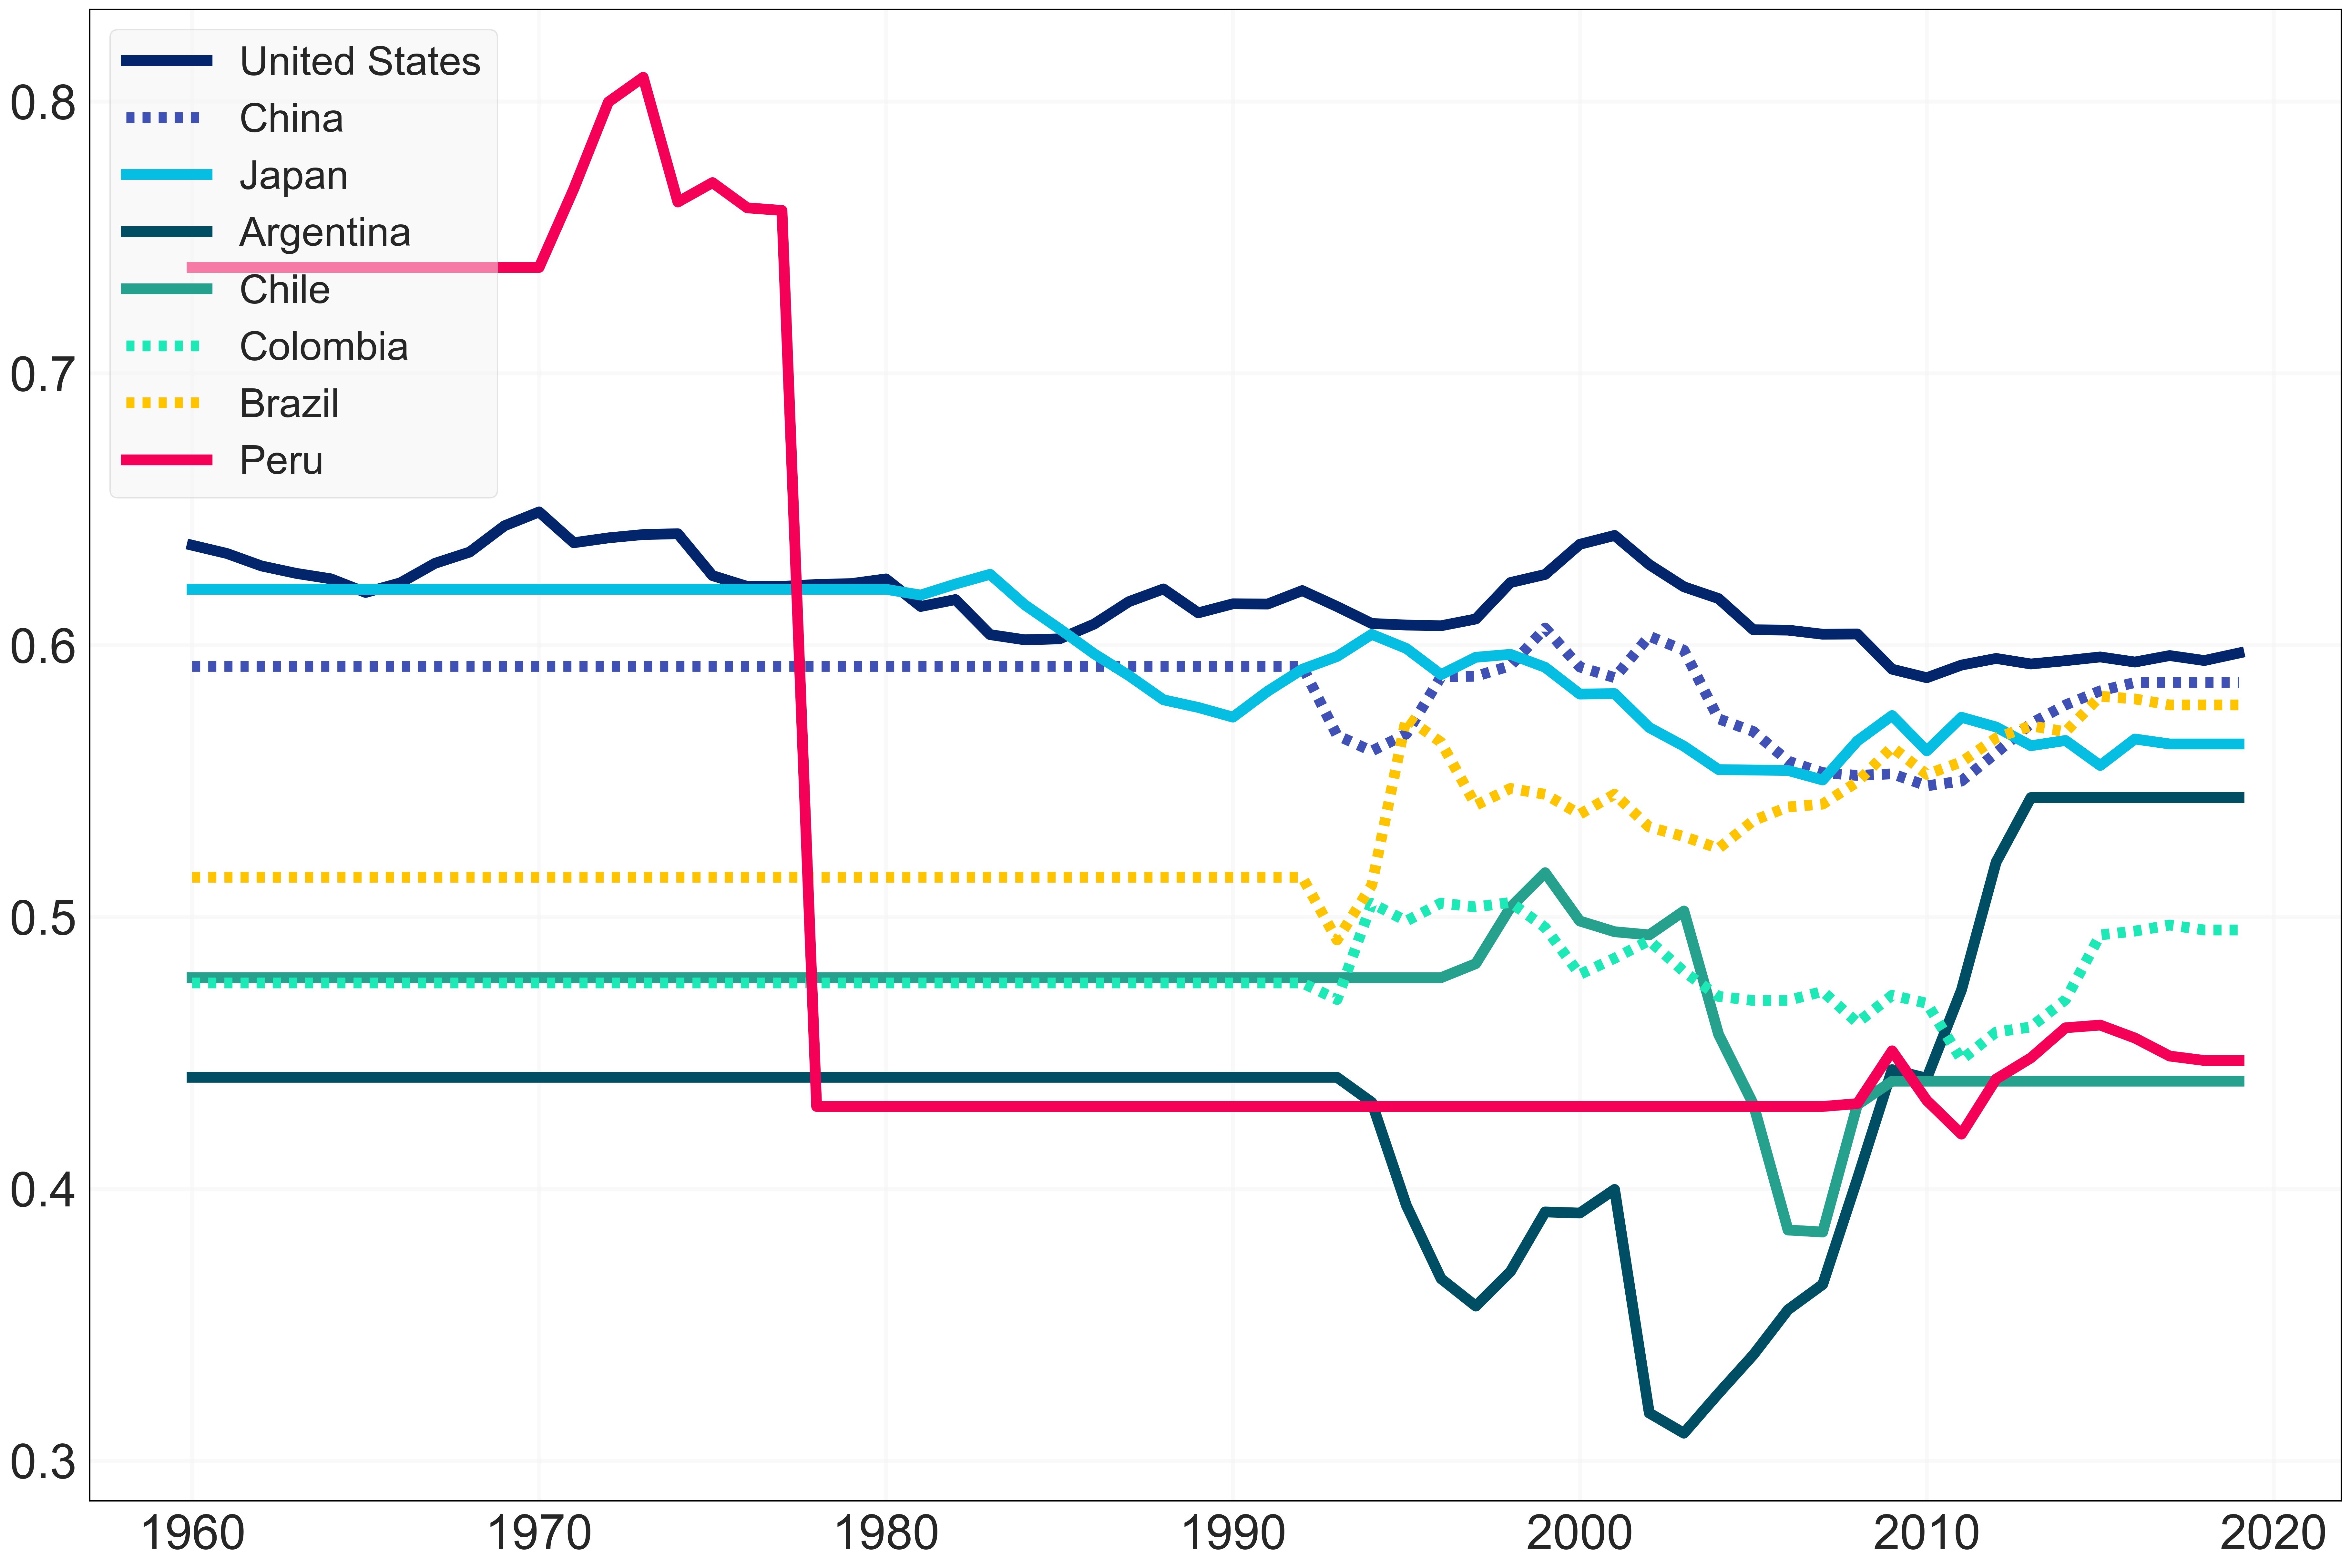 United States
China
Japan
Argentina
Chile
Colombia
Brazil
Peru
0.8
0.7
0.6
0.5
0.4
0.3
1960 1970 1980 1990 2000 2010 2020